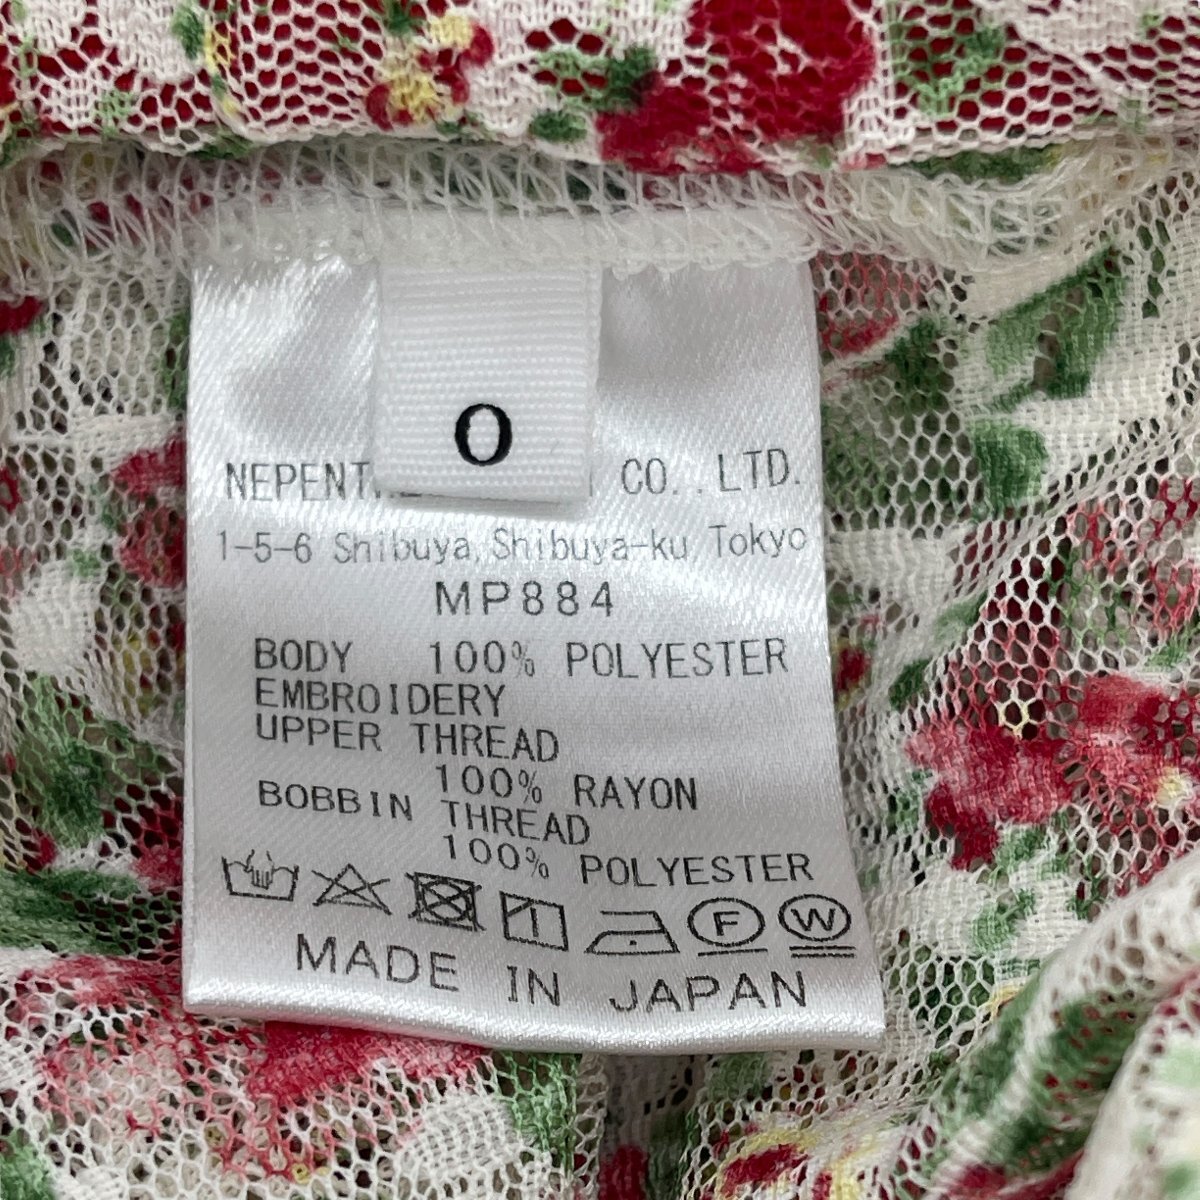 0
CO., LTD.
1-5-6 Shibuya, Shibuya-ku, Tokyo
MP884
BODY 100% POLYESTER
EMBROIDERY
UPPER THREAD
100% RAYON
BOBBIN THREAD
100% POLYESTER
F W
MADE IN JAPAN